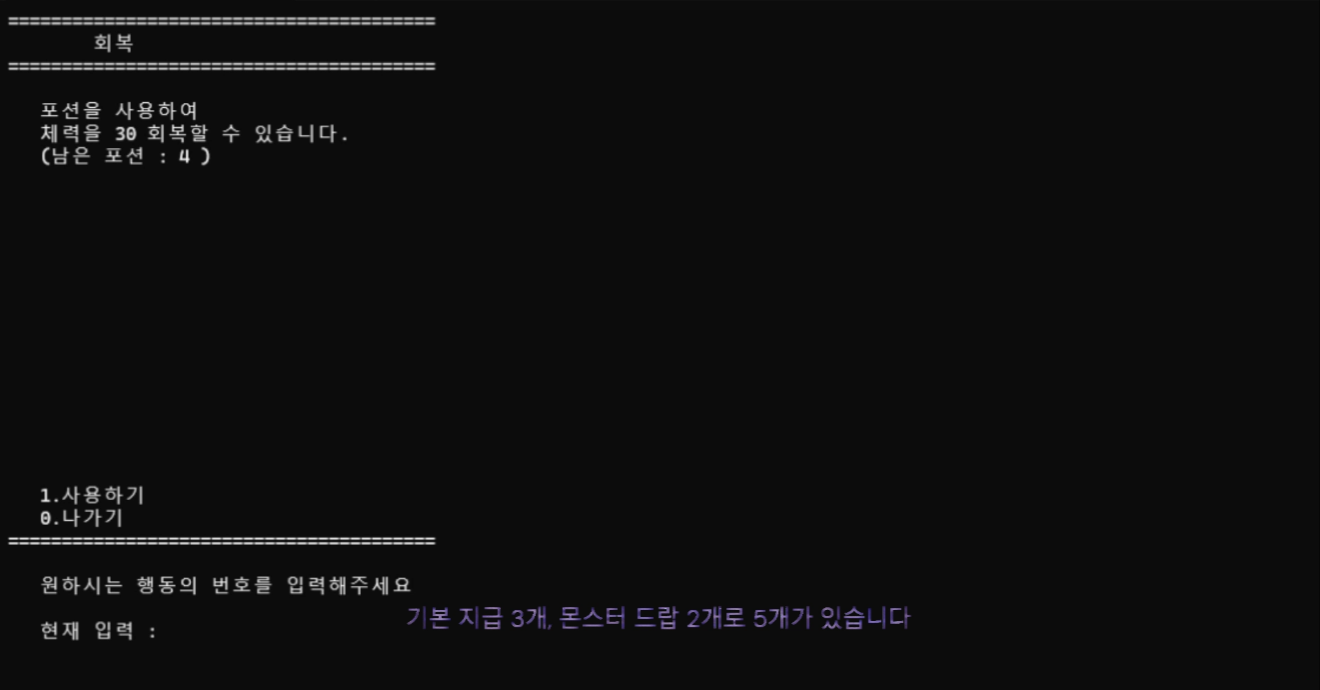 ========================================
회복
========================================
포션을 사용하여
체력을 30 회복할 수 있습니다.
(남은 포션 : 4 )
1.사용하기
0.나가기
========================================
원하시는 행동의 번호를 입력해주세요
기본 지급 3개, 몬스터 드랍 2개로 5개가 있습니다
현재 입력 :